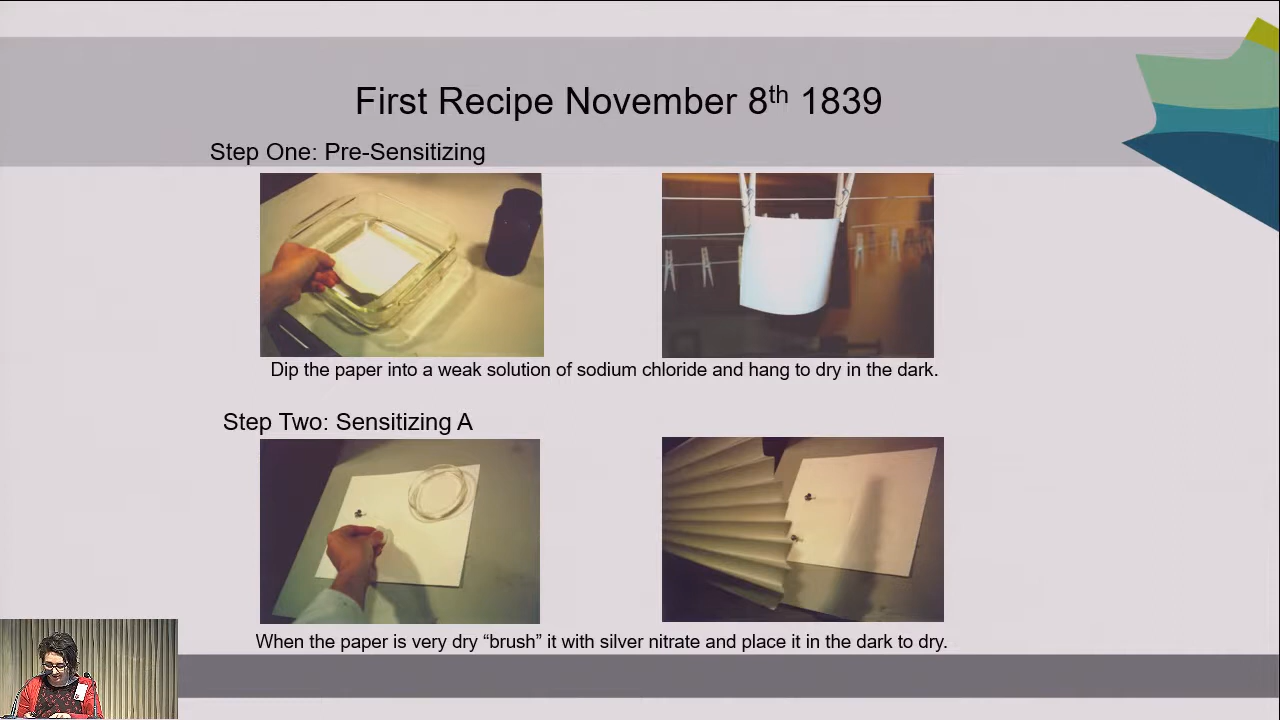 First Recipe November 8th 1839
Step One: Pre-Sensitizing
Dip the paper into a weak solution of sodium chloride and hang to dry in the dark.
Step Two: Sensitizing A
When the paper is very dry “brush” it with silver nitrate and place it in the dark to dry.